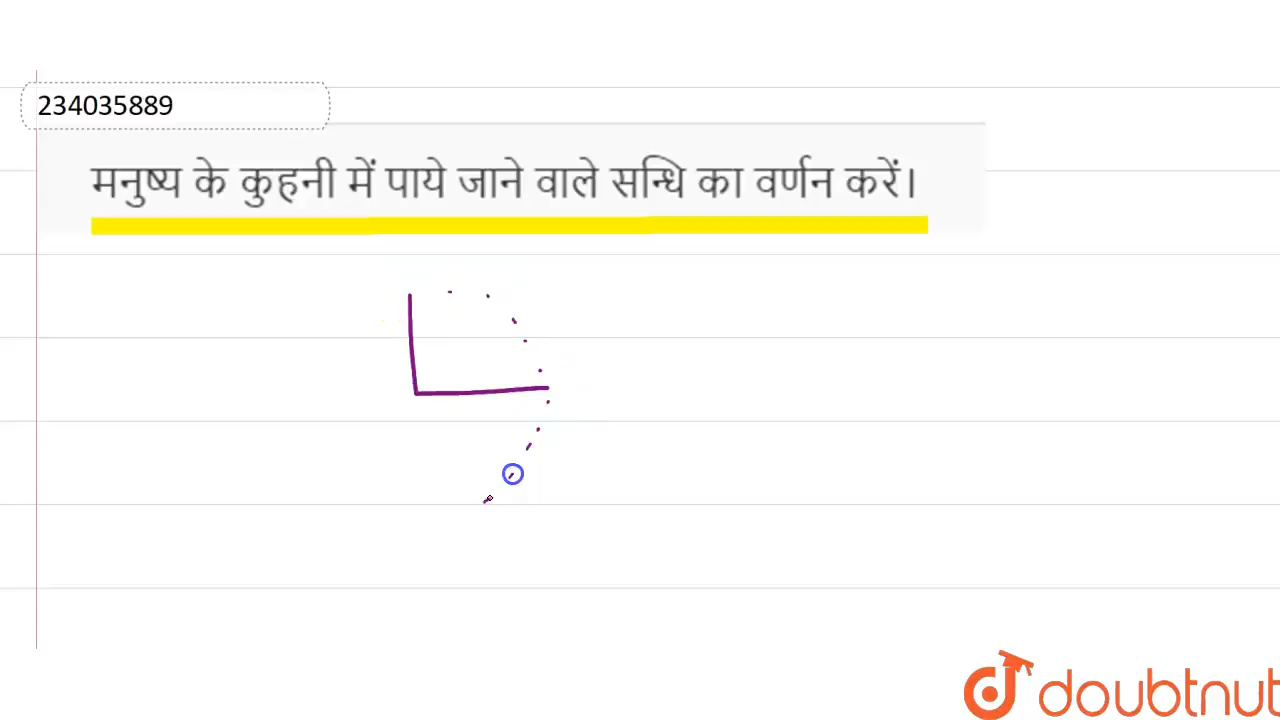 234035889
मनुष्य के कुहनी में पाये जाने वाले सन्धि का वर्णन करें।
doubtnut